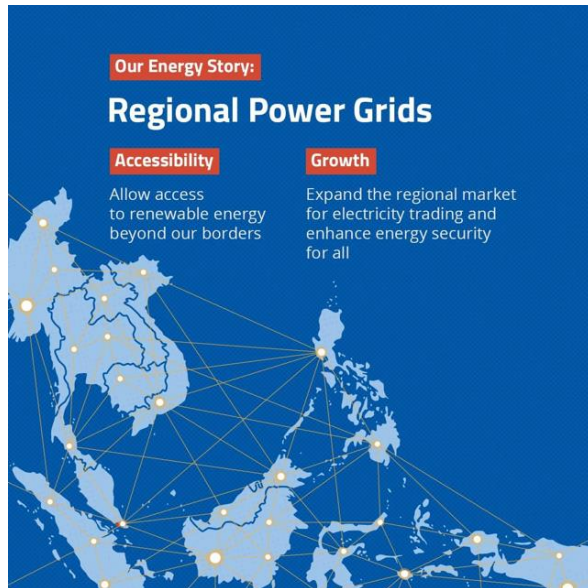 Our Energy Story:
Regional Power Grids
Accessibility
Allow access
to renewable energy
beyond our borders
Growth
Expand the regional market
for electricity trading and
enhance energy security
for all